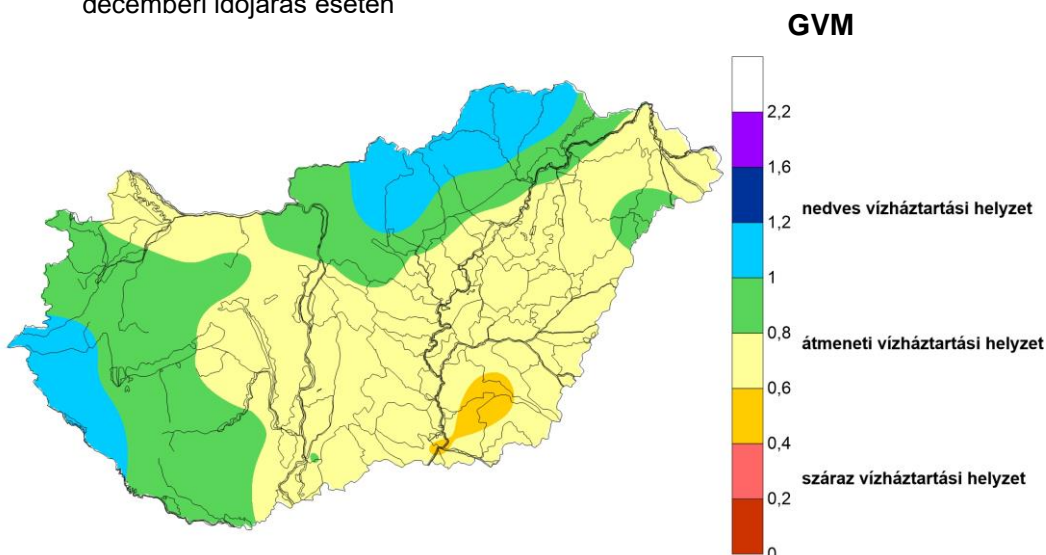 decemberi időjárás esetén
GVM
2,2
1,6
nedves vízháztartási helyzet
1,2
1
0,8
átmeneti vízháztartási helyzet
0,6
0,4
száraz vízháztartási helyzet
0,2
0